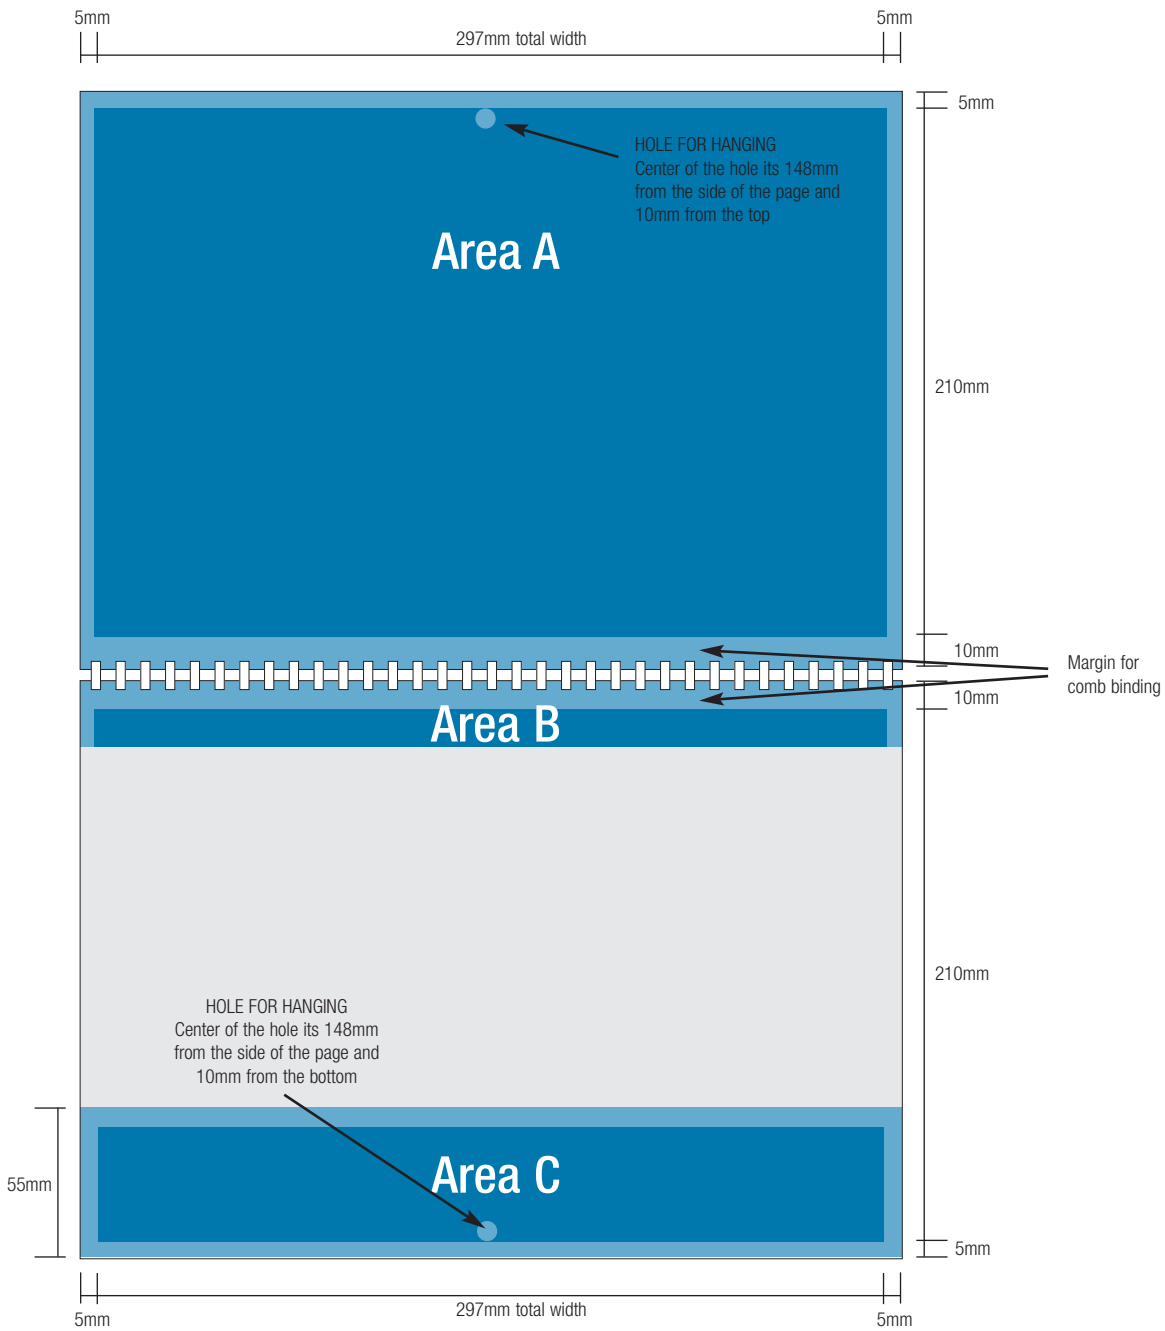 5mm
5mm
297mm total width
5mm
HOLE FOR HANGING
Center of the hole its 148mm
from the side of the page and
10mm from the top
Area A
210mm
10mm
Margin for
comb binding
10mm
Area B
210mm
HOLE FOR HANGING
Center of the hole its 148mm
from the side of the page and
10mm from the bottom
Area C
55mm
5mm
297mm total width
5mm
5mm